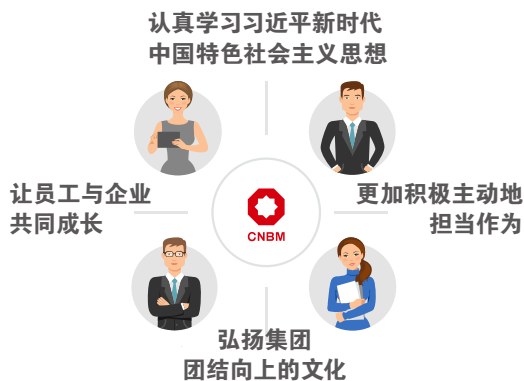 认真学习习近平新时代
中国特色社会主义思想
让员工与企业
共同成长
更加积极主动地
担当作为
CNBM
弘扬集团
团结向上的文化